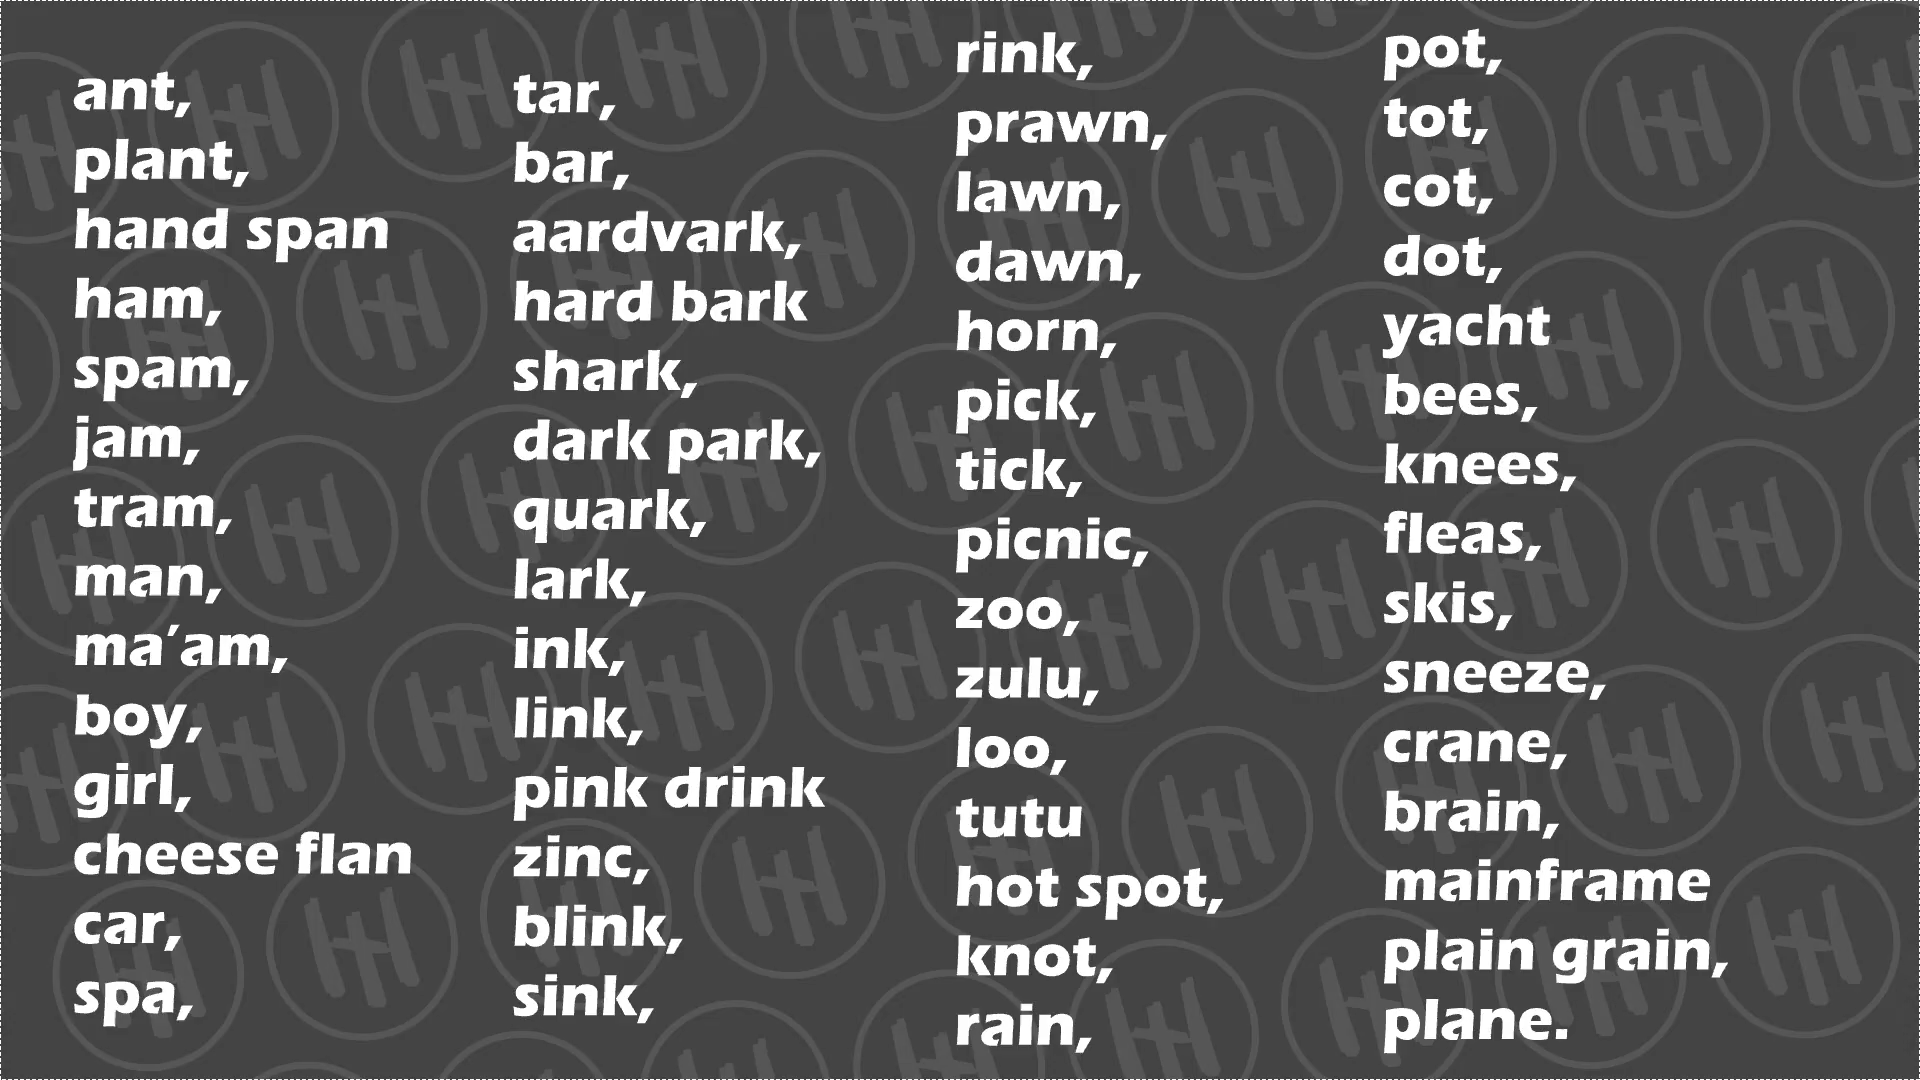 ant,
plant,
hand span
ham,
spam,
jam,
tram,
man,
ma’am,
boy,
girl,
cheese flan
car,
spa,
tar,
bar,
aardvark,
hard bark
shark,
dark park,
quark,
lark,
ink,
link,
pink drink
zinc,
blink,
sink,
rink,
prawn,
lawn,
dawn,
horn,
pick,
tick,
picnic,
zoo,
zulu,
loo,
tutu
hot spot,
knot,
rain,
pot,
tot,
cot,
dot,
yacht
bees,
knees,
fleas,
skis,
sneeze,
crane,
brain,
mainframe
plain grain,
plane.